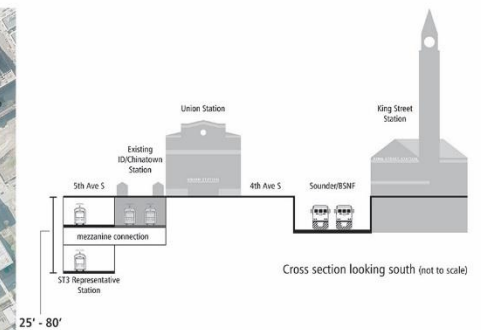 Union Station
King Street
Station
Existing
ID/Chinatown
Station
5th Ave S
4th Ave S
Sounder/BSNF
mezzanine connection
ST3 Representative
Station
Cross section looking south (not to scale)
25' - 80'